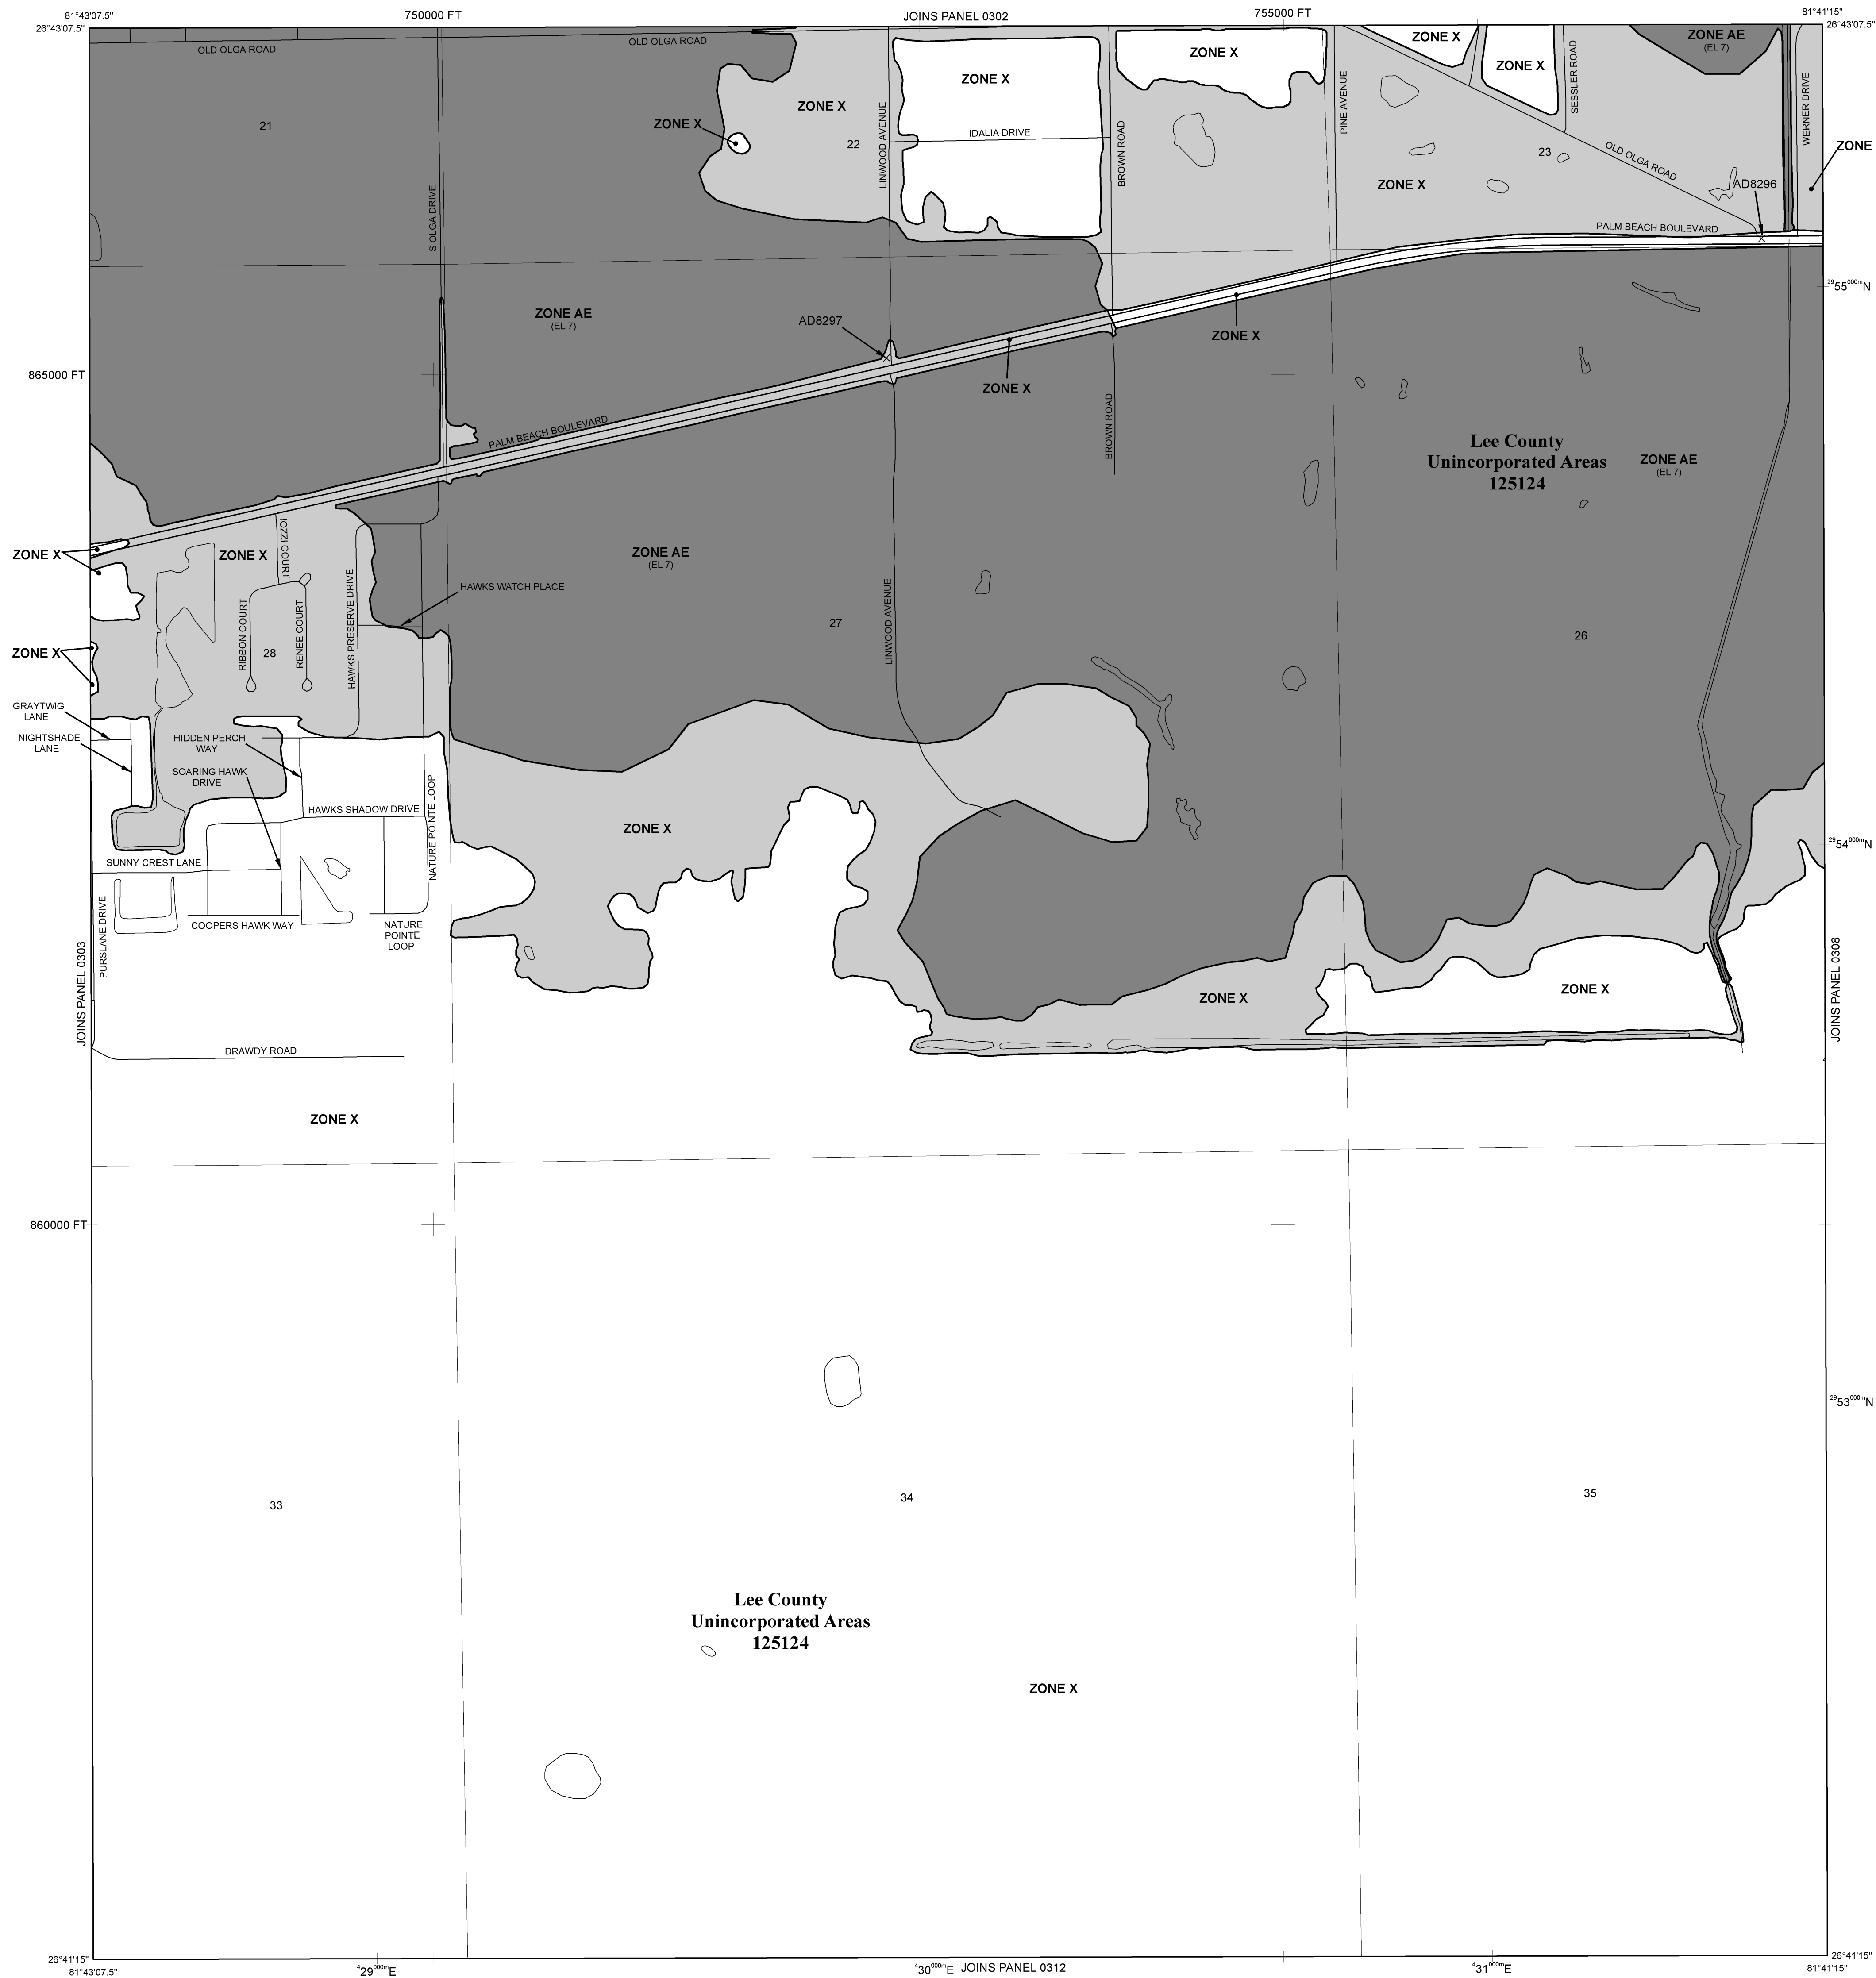 81°43'07.5"
750000 FT
JOINS PANEL 0302
755000 FT
81°41'15"
26°43'07.5"
26°43'07.5"
OLD OLGA ROAD
OLD OLGA ROAD
ZONE X
ZONE AE
(EL 7)
ZONE X
ZONE X
ZONE X
ZONE X
SESSLER ROAD
WERNER DRIVE
PINE AVENUE
ZONE X
21
22
LINWOOD AVENUE
IDALIA DRIVE
BROWN ROAD
23
OLD OLGA ROAD
ZONE
ZONE X
AD8296
S OLGA DRIVE
PALM BEACH BOULEVARD
2955000mN
ZONE AE
(EL 7)
AD8297
ZONE X
865000 FT
ZONE X
PALM BEACH BOULEVARD
BROWN ROAD
Lee County
Unincorporated Areas
125124
ZONE AE
(EL 7)
ZONE X
ZONE X
IOZZI COURT
ZONE AE
(EL 7)
HAWKS WATCH PLACE
HAWKS PRESERVE DRIVE
RIBBON COURT
RENEE COURT
LINWOOD AVENUE
27
26
ZONE X
28
GRAYTWIG
LANE
NIGHTSHADE
LANE
HIDDEN PERCH
WAY
SOARING HAWK
DRIVE
HAWKS SHADOW DRIVE
NATURE POINTE LOOP
ZONE X
SUNNY CREST LANE
2954000mN
PURSLANE DRIVE
COOPERS HAWK WAY
NATURE
POINTE
LOOP
JOINS PANEL 0303
JOINS PANEL 0308
ZONE X
ZONE X
DRAWDY ROAD
ZONE X
860000 FT
2953000mN
33
34
35
Lee County
Unincorporated Areas
125124
ZONE X
26°41'15"
26°41'15"
81°43'07.5"
429000mE
430000mE
JOINS PANEL 0312
431000mE
81°41'15"